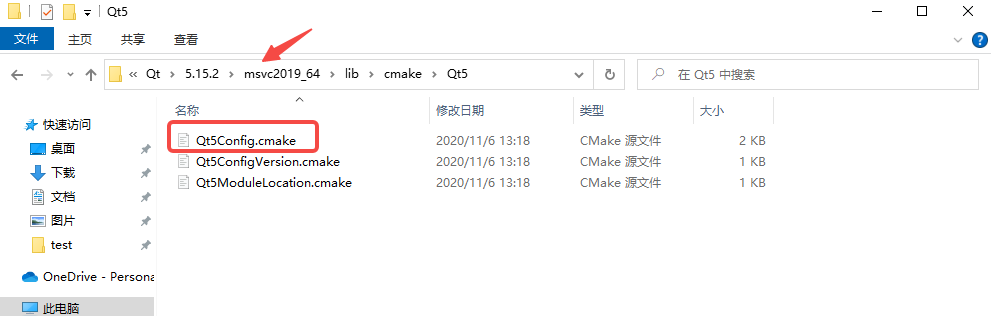 Qt5
文件 主页 共享 查看
« Qt > 5.15.2 > msvc2019_64 > lib > cmake > Qt5 在 Qt5 中搜索
名称 修改日期 类型 大小
快速访问
Qt5Config.cmake 2020/11/6 13:18 CMake 源文件 2 KB
桌面
Qt5ConfigVersion.cmake 2020/11/6 13:18 CMake 源文件 1 KB
下载
Qt5ModuleLocation.cmake 2020/11/6 13:18 CMake 源文件 1 KB
文档
图片
test
OneDrive - Persona
此电脑